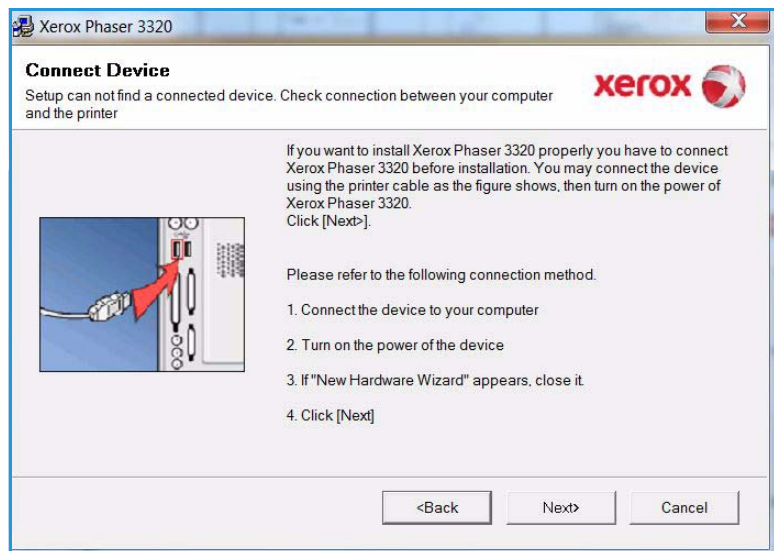 Xerox Phaser 3320
X
Connect Device
Setup can not find a connected device. Check connection between your computer
and the printer
xerox
If you want to install Xerox Phaser 3320 properly you have to connect
Xerox Phaser 3320 before installation. You may connect the device
using the printer cable as the figure shows, then turn on the power of
Xerox Phaser 3320.
Click [Next>].
Please refer to the following connection method.
1. Connect the device to your computer
2. Turn on the power of the device
3. If "New Hardware Wizard" appears, close it.
4. Click [Next]
<Back
Next>
Cancel